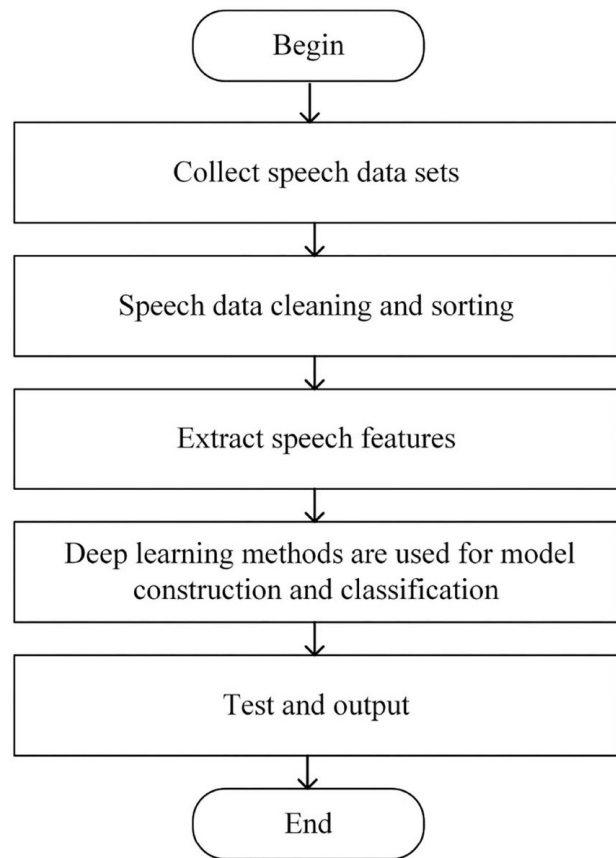 Begin
Collect speech data sets
Speech data cleaning and sorting
Extract speech features
Deep learning methods are used for model
construction and classification
Test and output
End